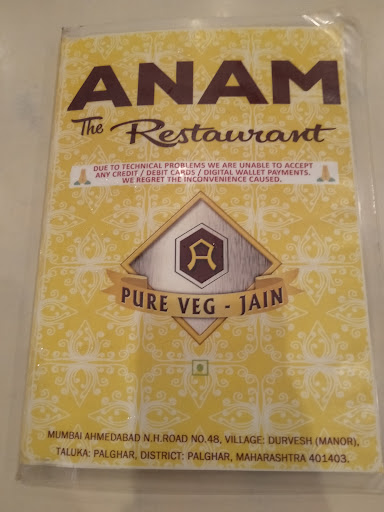 ANAM
The Restaurant
DUE TO TECHNICAL PROBLEMS WE ARE UNABLE TO ACCEPT
ANY CREDIT / DEBIT CARDS / DIGITAL WALLET PAYMENTS.
WE REGRET THE INCONVENIENCE CAUSED.
A
PURE VEG - JAIN
MUMBAI AHMEDABAD N.H.ROAD NO.48, VILLAGE: DURVESH (MANOR),
TALUKA: PALGHAR, DISTRICT: PALGHAR, MAHARASHTRA 401403.